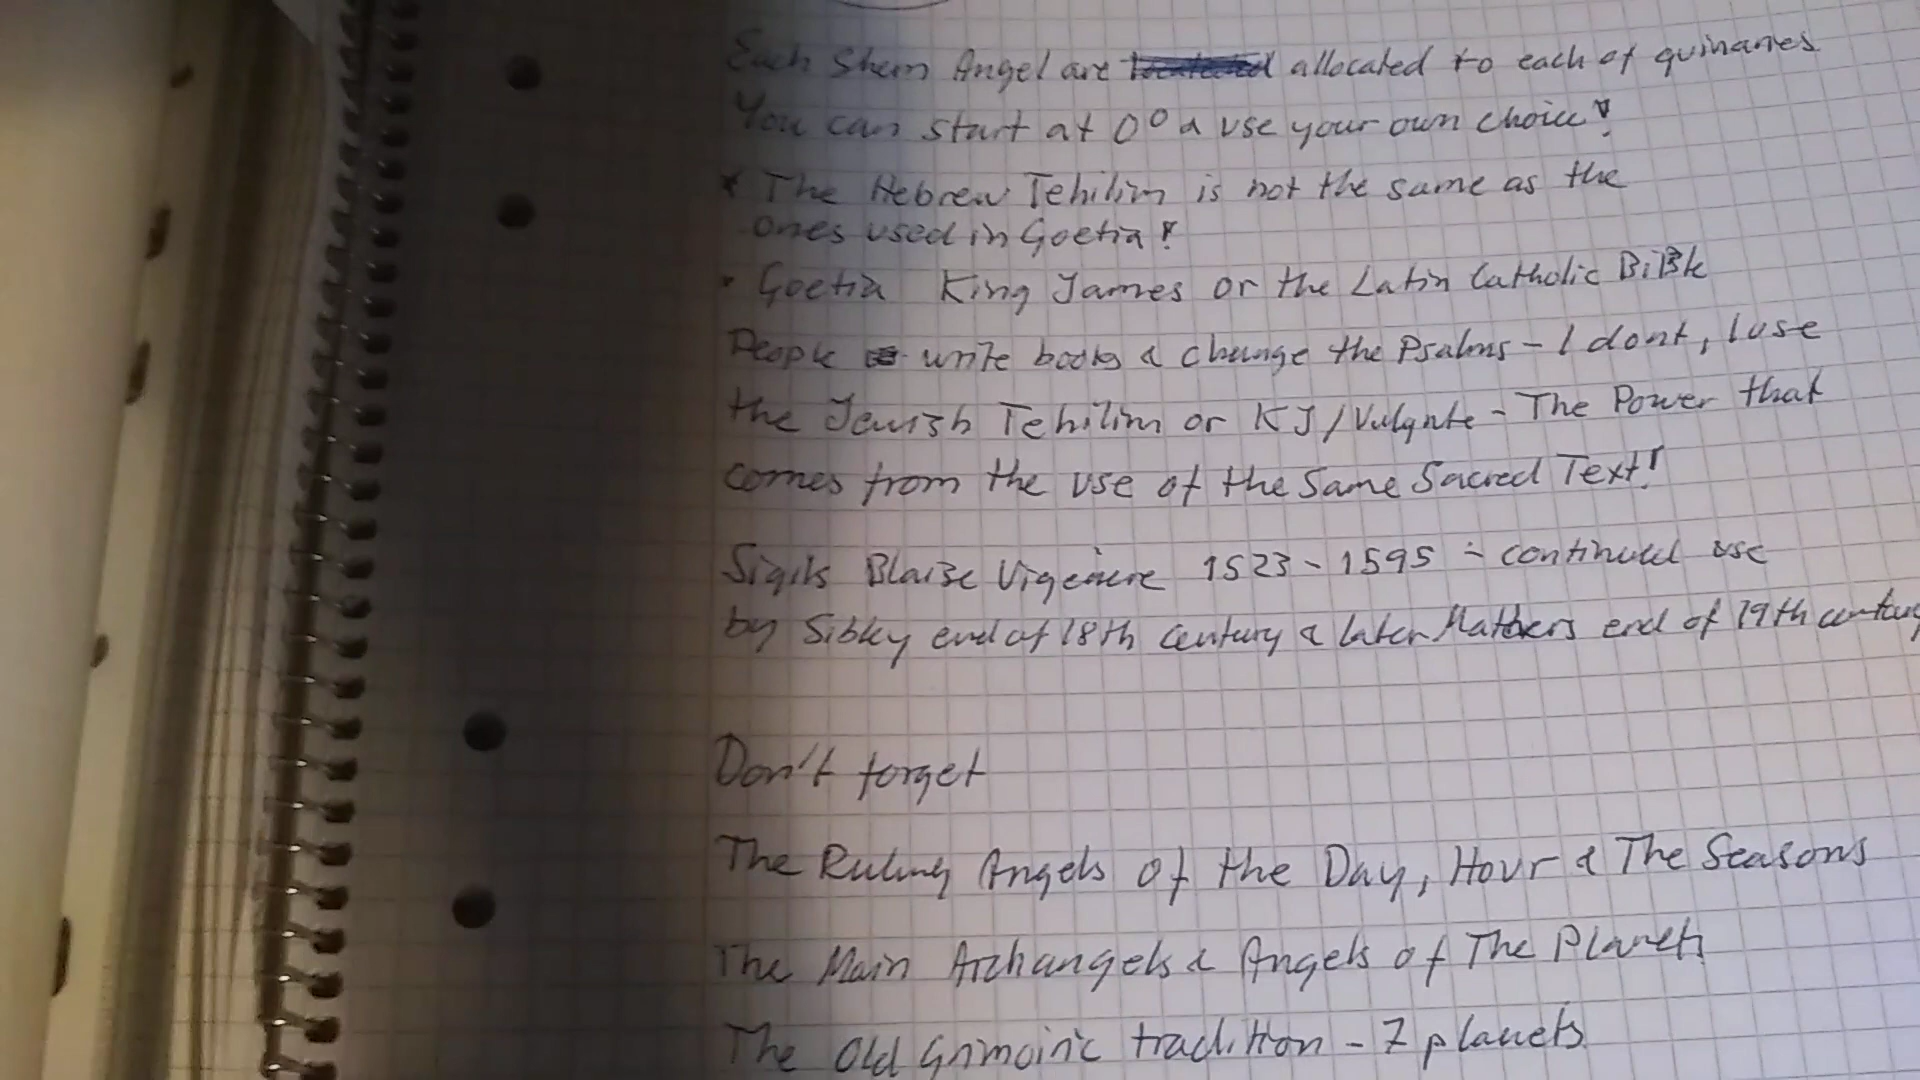 Each Shem Angel are allocated to each of quinaries
You can start at 0° & use your own choice!
* The Hebrew Tehilim is not the same as the
ones used in Goetia!
• Goetia King James or the Latin Catholic Bible
People write books & change the Psalms - I dont, I use
the Jewish Tehilim or KJ/Vulgate - The Power that
comes from the use of the Same Sacred Text!
Sigils Blaise Vigenere 1523 - 1595 - continued use
by Sibley end of 18th century & later Mathers end of 19th century
Don't forget
The Ruling Angels of the Day, Hour & The Seasons
The Main Archangels & Angels of The Planets
The Old Grimoiric tradition - 7 planets